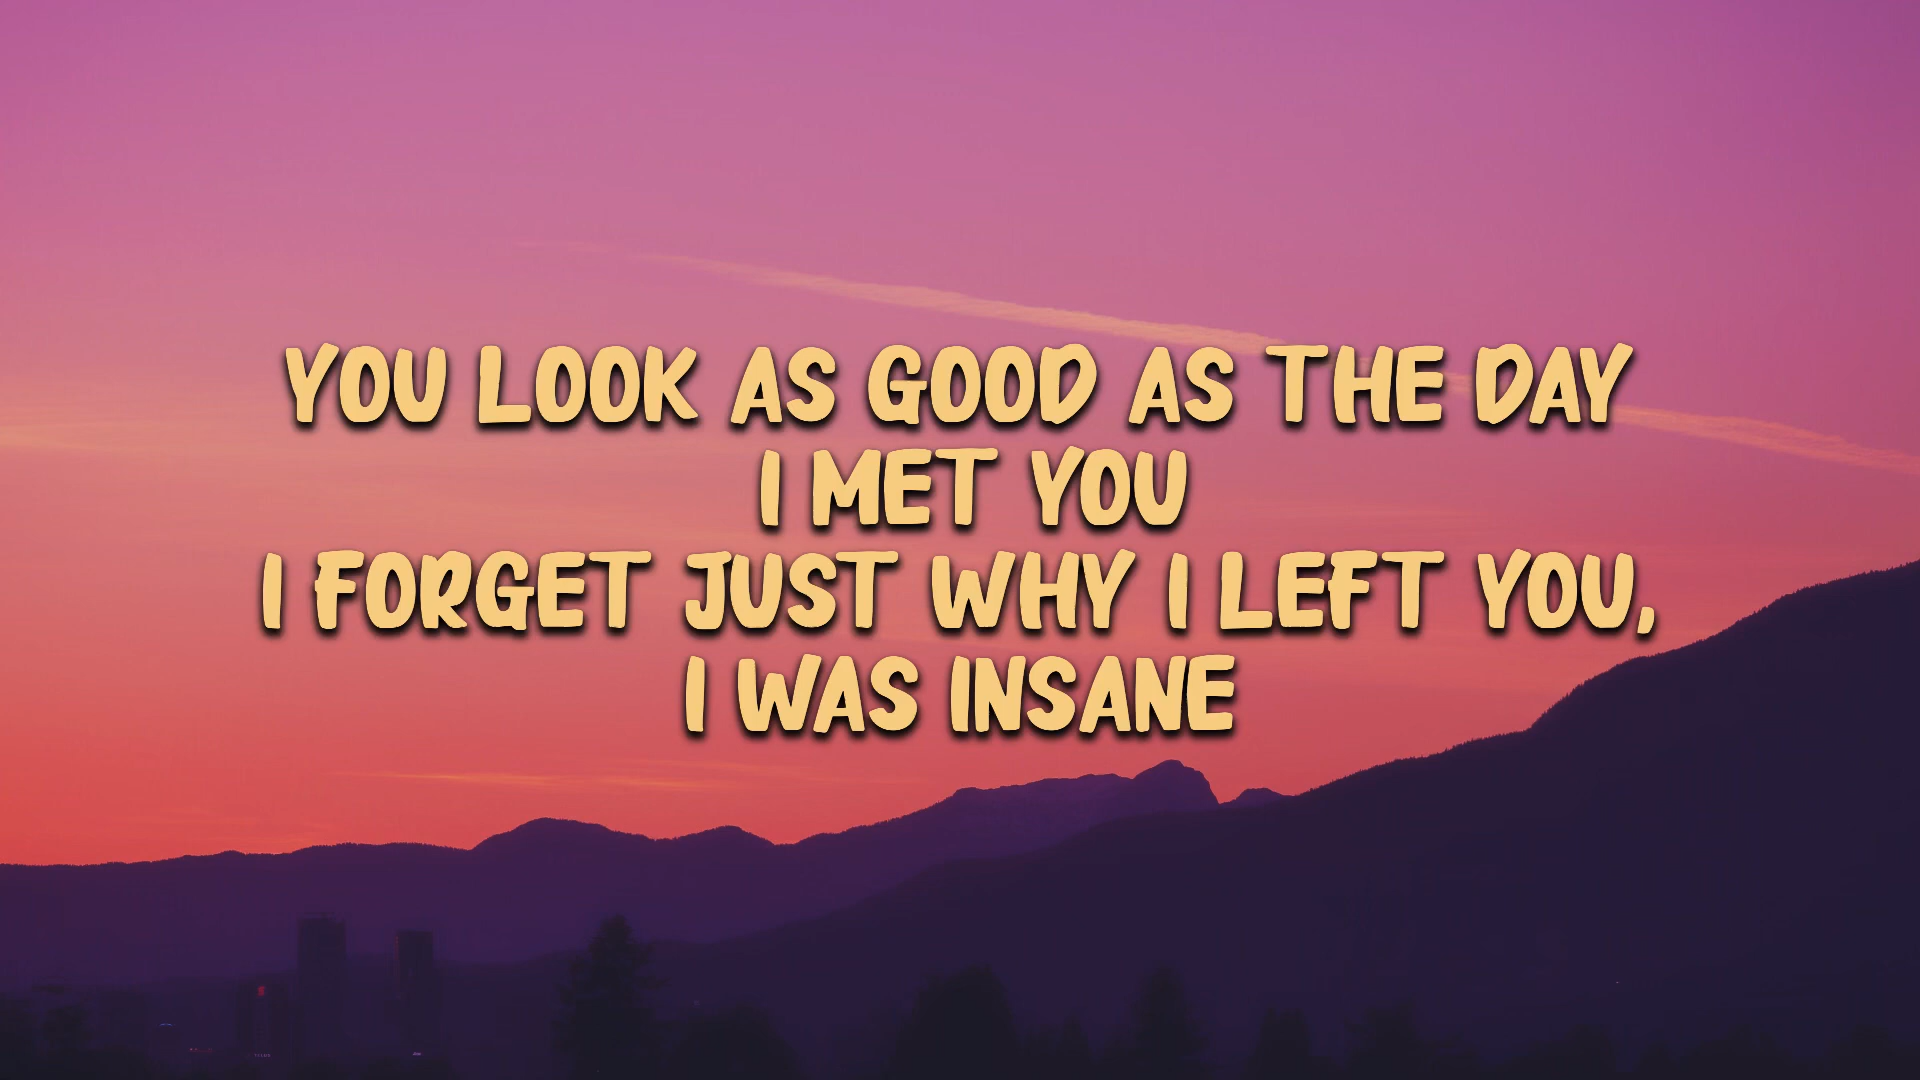 YOU LOOK AS GOOD AS THE DAY
I MET YOU
I FORGET JUST WHY I LEFT YOU,
I WAS INSANE